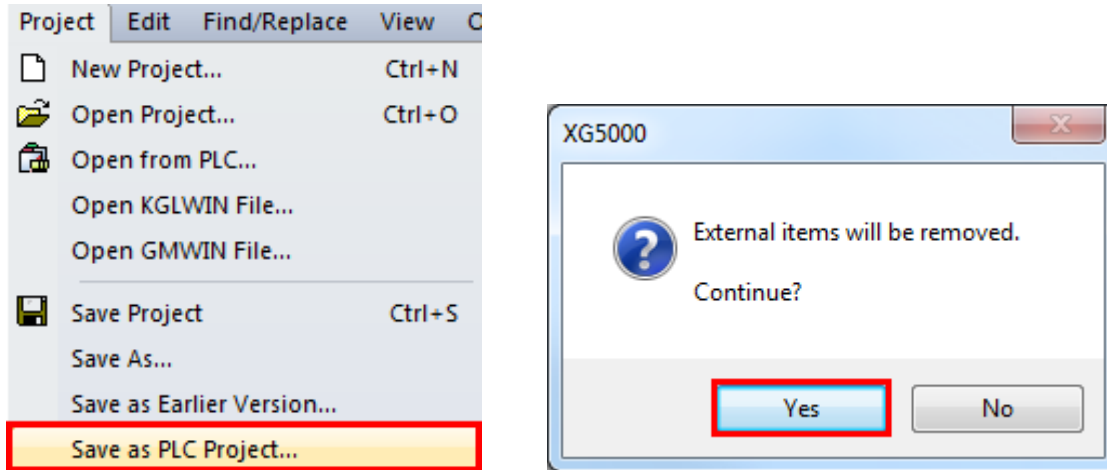 Project Edit Find/Replace View
New Project... Ctrl+N
Open Project... Ctrl+O
Open from PLC...
Open KGLWIN File...
Open GMWIN File...
Save Project Ctrl+S
Save As...
Save as Earlier Version...
Save as PLC Project...
XG5000
External items will be removed.
Continue?
Yes No